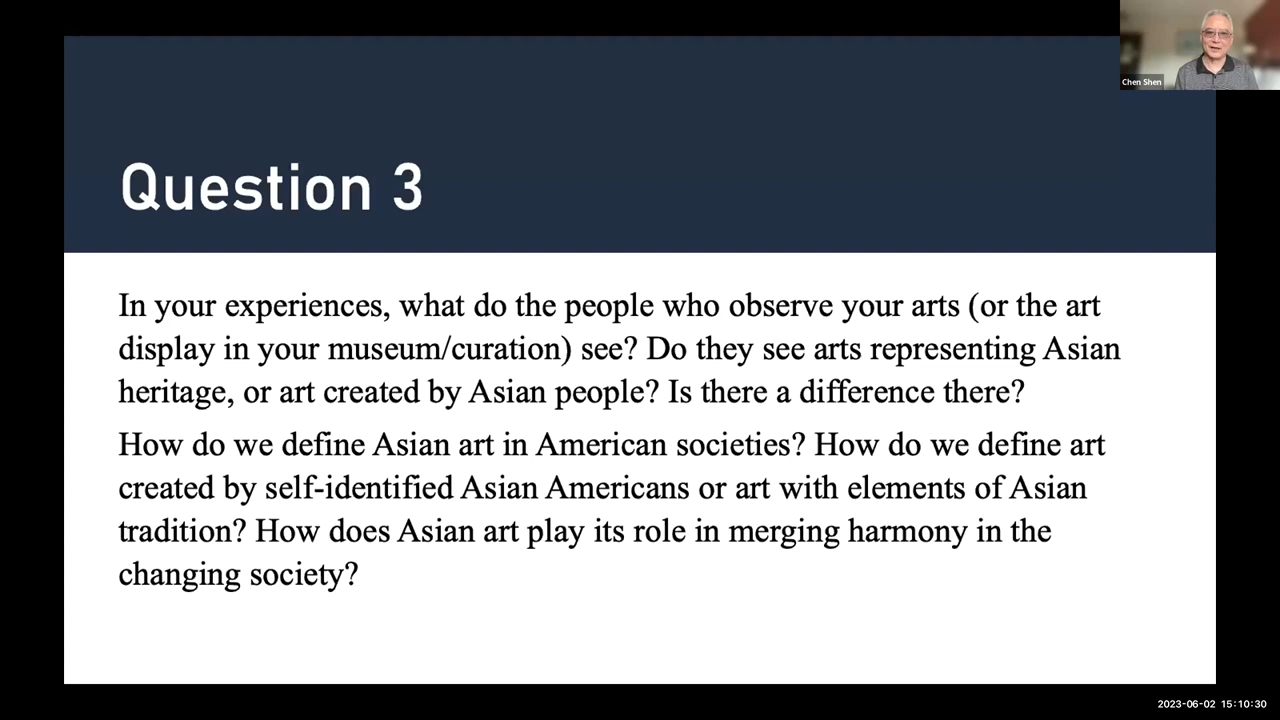 Chen Shen
Question 3
In your experiences, what do the people who observe your arts (or the art
display in your museum/curation) see? Do they see arts representing Asian
heritage, or art created by Asian people? Is there a difference there?
How do we define Asian art in American societies? How do we define art
created by self-identified Asian Americans or art with elements of Asian
tradition? How does Asian art play its role in merging harmony in the
changing society?
2023-06-02 15:10:30